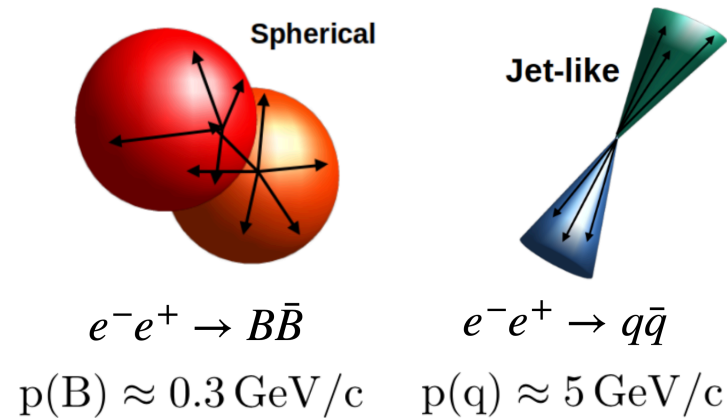 Spherical
Jet-like
e⁻e⁺ → BB̄
e⁻e⁺ → qq̄
p(B) ≈ 0.3 GeV/c
p(q) ≈ 5 GeV/c